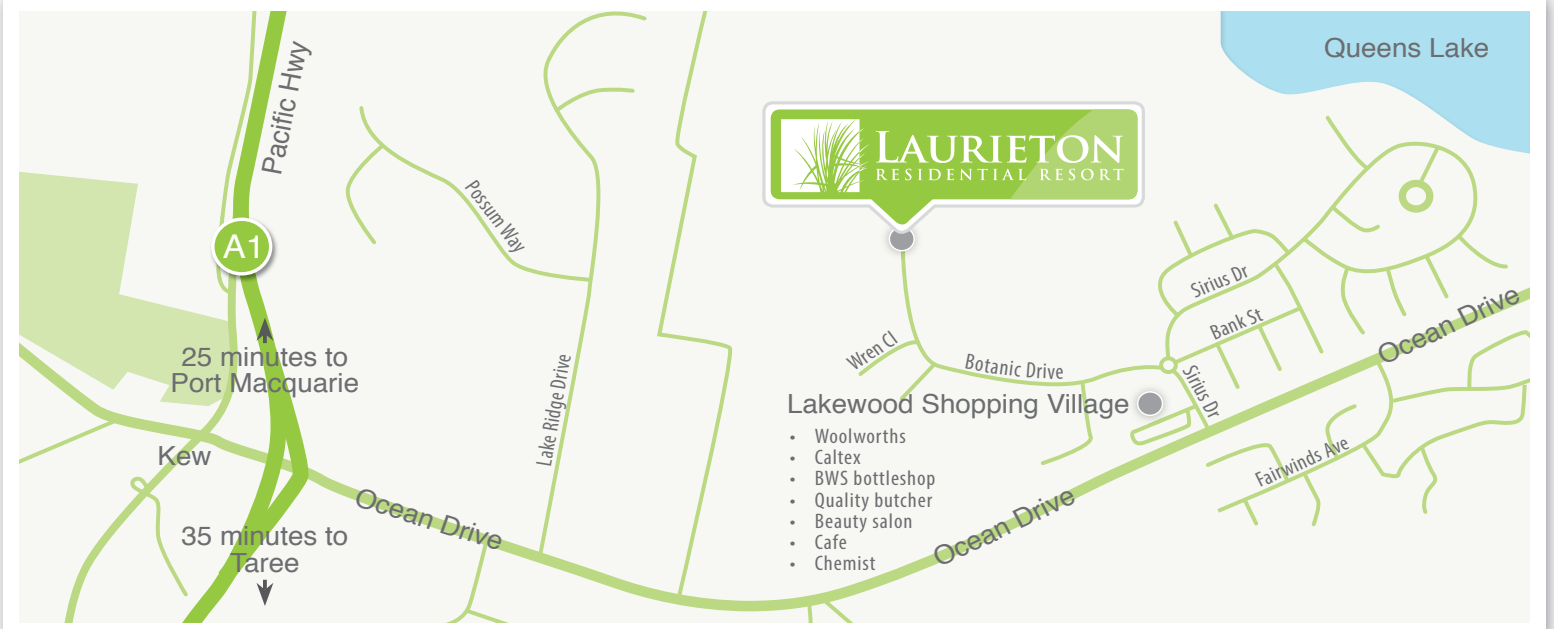 Queens Lake
Pacific Hwy
LAURIETON
RESIDENTIAL RESORT
Possum Way
A1
Sirius Dr
Bank St
Ocean Drive
25 minutes to
Port Macquarie
Wren Cl
Botanic Drive
Sirius Dr
Lake Ridge Drive
Lakewood Shopping Village
• Woolworths
• Caltex
• BWS bottleshop
• Quality butcher
• Beauty salon
• Cafe
• Chemist
Kew
Fairwinds Ave
Ocean Drive
Ocean Drive
35 minutes to
Taree